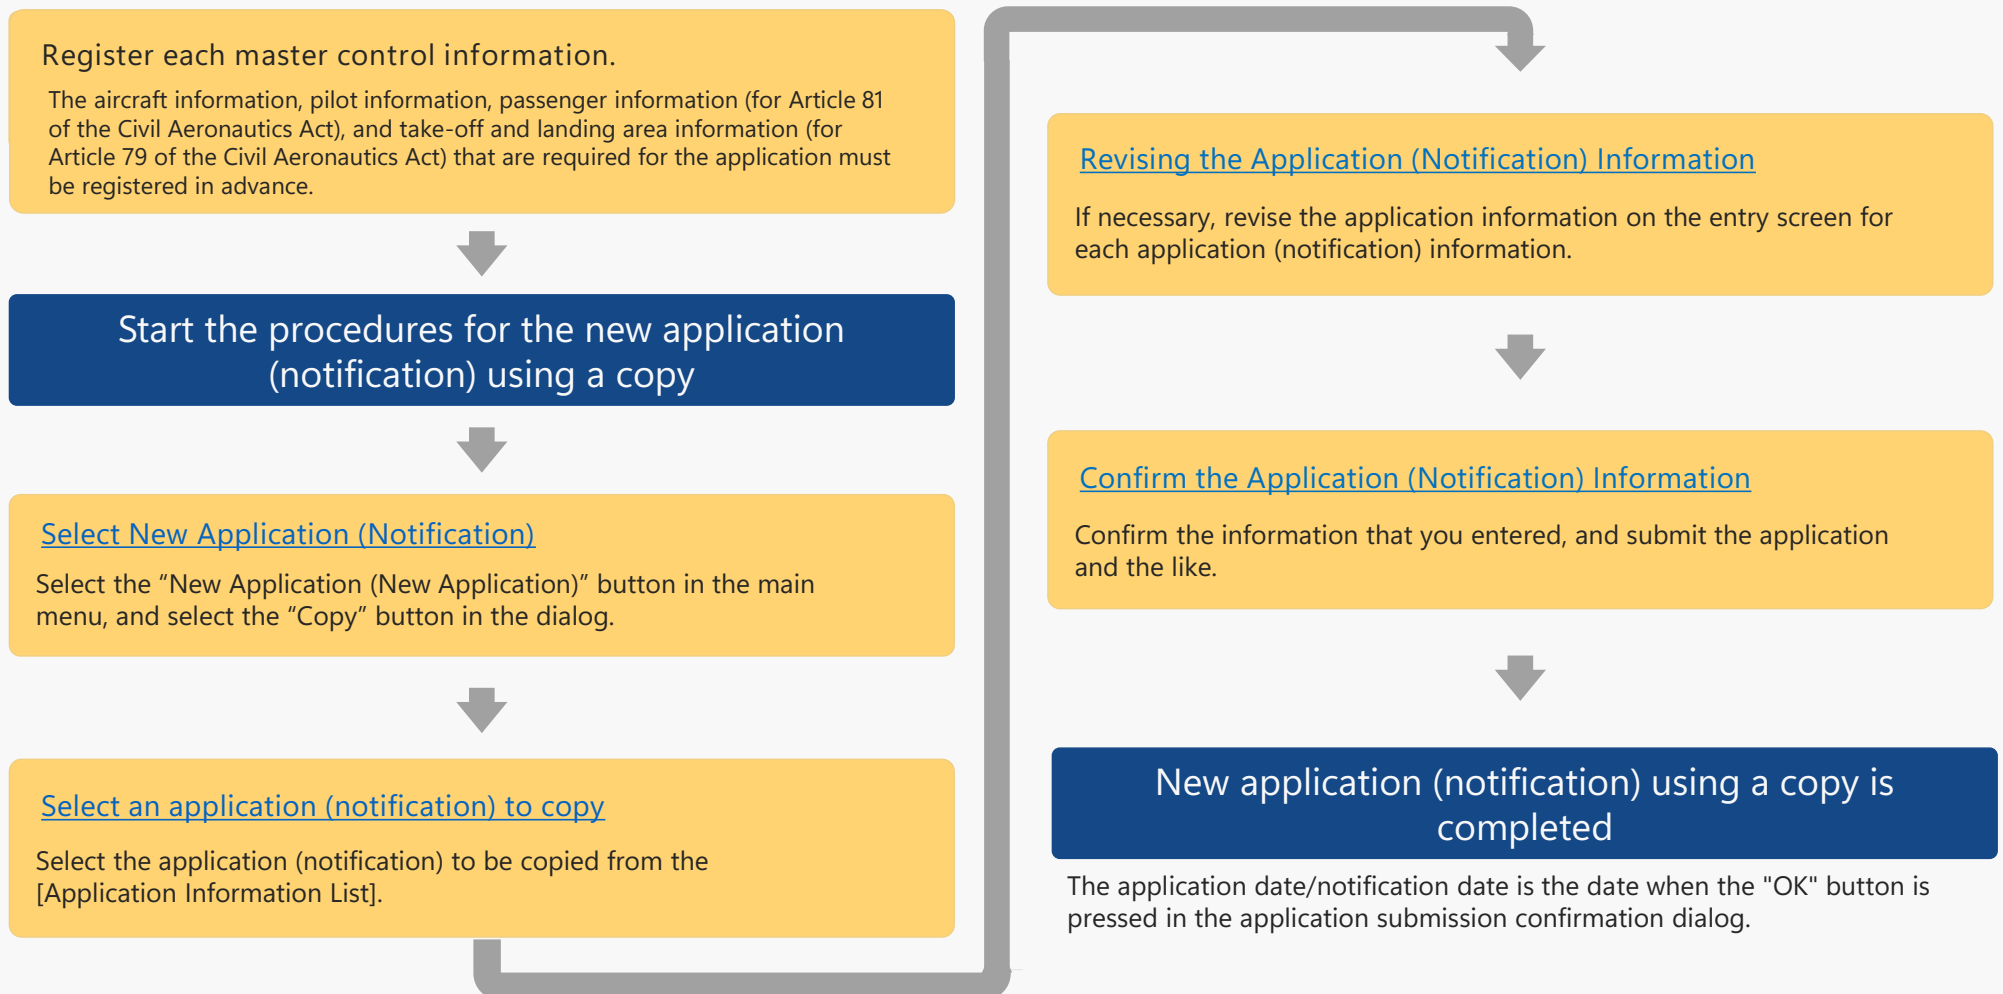 Register each master control information.
The aircraft information, pilot information, passenger information (for Article 81
of the Civil Aeronautics Act), and take-off and landing area information (for
Article 79 of the Civil Aeronautics Act) that are required for the application must
be registered in advance.
Start the procedures for the new application
(notification) using a copy
Select New Application (Notification)
Select the “New Application (New Application)” button in the main
menu, and select the “Copy” button in the dialog.
Select an application (notification) to copy
Select the application (notification) to be copied from the
[Application Information List].
Revising the Application (Notification) Information
If necessary, revise the application information on the entry screen for
each application (notification) information.
Confirm the Application (Notification) Information
Confirm the information that you entered, and submit the application
and the like.
New application (notification) using a copy is
completed
The application date/notification date is the date when the "OK" button is
pressed in the application submission confirmation dialog.